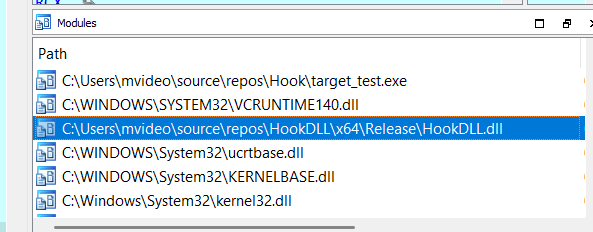 Modules
Path
C:\Users\mvideo\source\repos\Hook\target_test.exe
C:\WINDOWS\SYSTEM32\VCRUNTIME140.dll
C:\Users\mvideo\source\repos\HookDLL\x64\Release\HookDLL.dll
C:\WINDOWS\System32\ucrtbase.dll
C:\WINDOWS\System32\KERNELBASE.dll
C:\Windows\System32\kernel32.dll